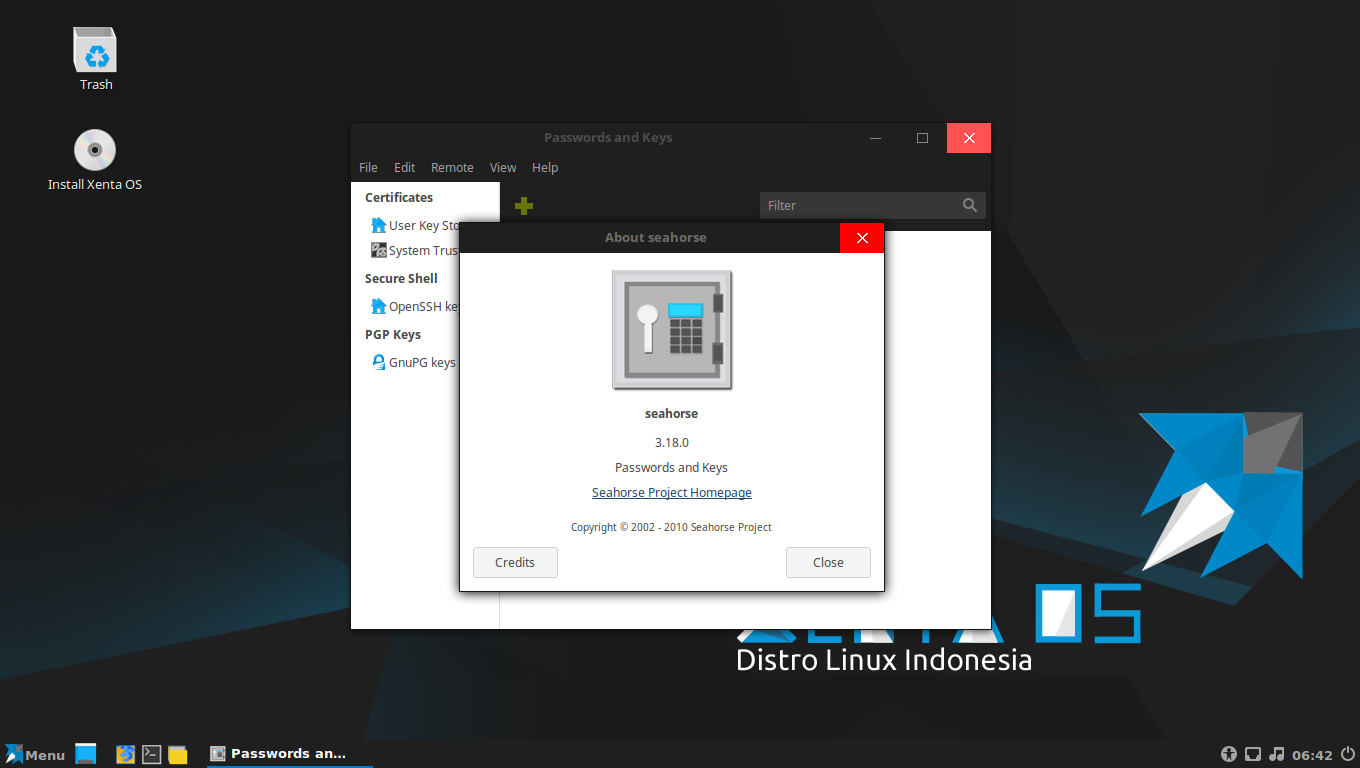 Trash
Install Xenta OS
Passwords and Keys
File Edit Remote View Help
Certificates
Filter
User Key Sto
System Trus
Secure Shell
OpenSSH key
PGP Keys
GnuPG keys
About seahorse
seahorse
3.18.0
Passwords and Keys
Seahorse Project Homepage
Copyright © 2002 - 2010 Seahorse Project
Credits Close
XENTA OS
Distro Linux Indonesia
Menu Passwords an... 06:42